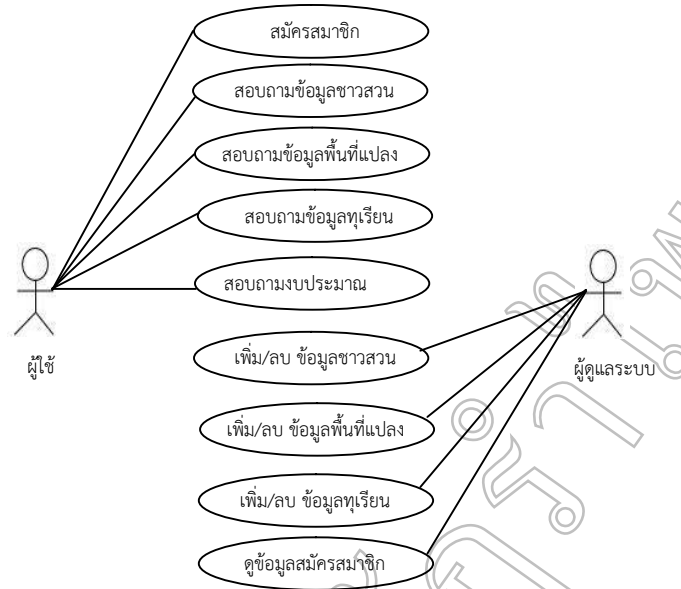 สมัครสมาชิก
สอบถามข้อมูลชาวสวน
สอบถามข้อมูลพื้นที่แปลง
สอบถามข้อมูลทุเรียน
สอบถามงบประมาณ
ผู้ใช้
เพิ่ม/ลบ ข้อมูลชาวสวน
ผู้ดูแลระบบ
เพิ่ม/ลบ ข้อมูลพื้นที่แปลง
เพิ่ม/ลบ ข้อมูลทุเรียน
ดูข้อมูลสมัครสมาชิก